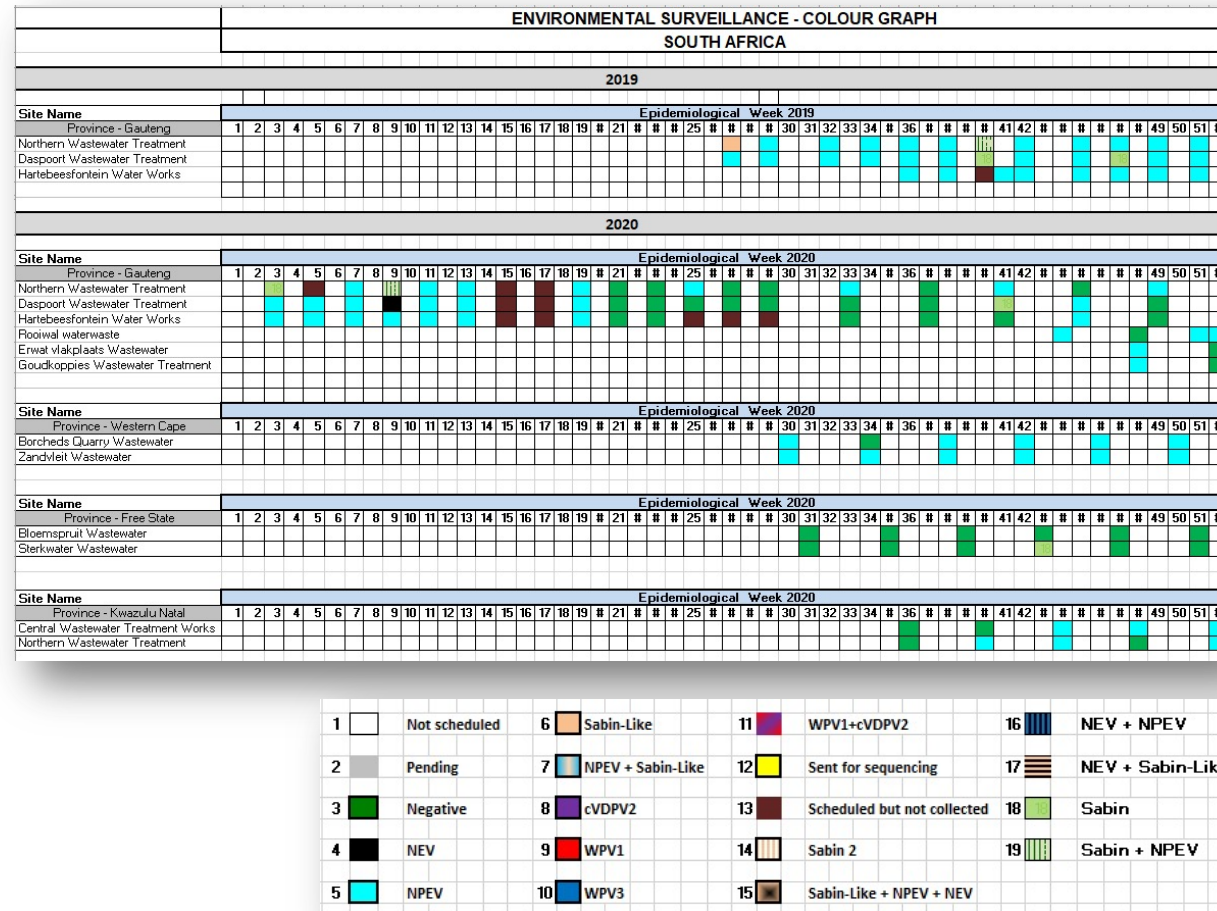 ENVIRONMENTAL SURVEILLANCE - COLOUR GRAPH
SOUTH AFRICA
2019
Site Name Epidemiological Week 2019
Province - Gauteng 1 2 3 4 5 6 7 8 9 10 11 12 13 14 15 16 17 18 19 # 21 # # # 25 # # # # 30 31 32 33 34 # 36 # # # # 41 42 # # # # # # 49 50 51
Northern Wastewater Treatment
Daspoort Wastewater Treatment 18 18
Hartebeesfontein Water Works
2020
Site Name Epidemiological Week 2020
Province - Gauteng 1 2 3 4 5 6 7 8 9 10 11 12 13 14 15 16 17 18 19 # 21 # # # 25 # # # # 30 31 32 33 34 # 36 # # # # 41 42 # # # # # # 49 50 51
Northern Wastewater Treatment 18
Daspoort Wastewater Treatment 18
Hartebeesfontein Water Works
Rooiwal waterwaste
Erwat vlakplaats Wastewater
Goudkoppies Wastewater Treatment
Site Name Epidemiological Week 2020
Province - Western Cape 1 2 3 4 5 6 7 8 9 10 11 12 13 14 15 16 17 18 19 # 21 # # # 25 # # # # 30 31 32 33 34 # 36 # # # # 41 42 # # # # # # 49 50 51
Borcheds Quarry Wastewater
Zandvleit Wastewater
Site Name Epidemiological Week 2020
Province - Free State 1 2 3 4 5 6 7 8 9 10 11 12 13 14 15 16 17 18 19 # 21 # # # 25 # # # # 30 31 32 33 34 # 36 # # # # 41 42 # # # # # # 49 50 51
Bloemspruit Wastewater
Sterkwater Wastewater 18
Site Name Epidemiological Week 2020
Province - Kwazulu Natal 1 2 3 4 5 6 7 8 9 10 11 12 13 14 15 16 17 18 19 # 21 # # # 25 # # # # 30 31 32 33 34 # 36 # # # # 41 42 # # # # # # 49 50 51
Central Wastewater Treatment Works
Northern Wastewater Treatment
1 Not scheduled 6 Sabin-Like 11 WPV1+cVDPV2 16 NEV + NPEV
2 Pending 7 NPEV + Sabin-Like 12 Sent for sequencing 17 NEV + Sabin-Lik
3 Negative 8 cVDPV2 13 Scheduled but not collected 18 18 Sabin
4 NEV 9 WPV1 14 Sabin 2 19 Sabin + NPEV
5 NPEV 10 WPV3 15 Sabin-Like + NPEV + NEV